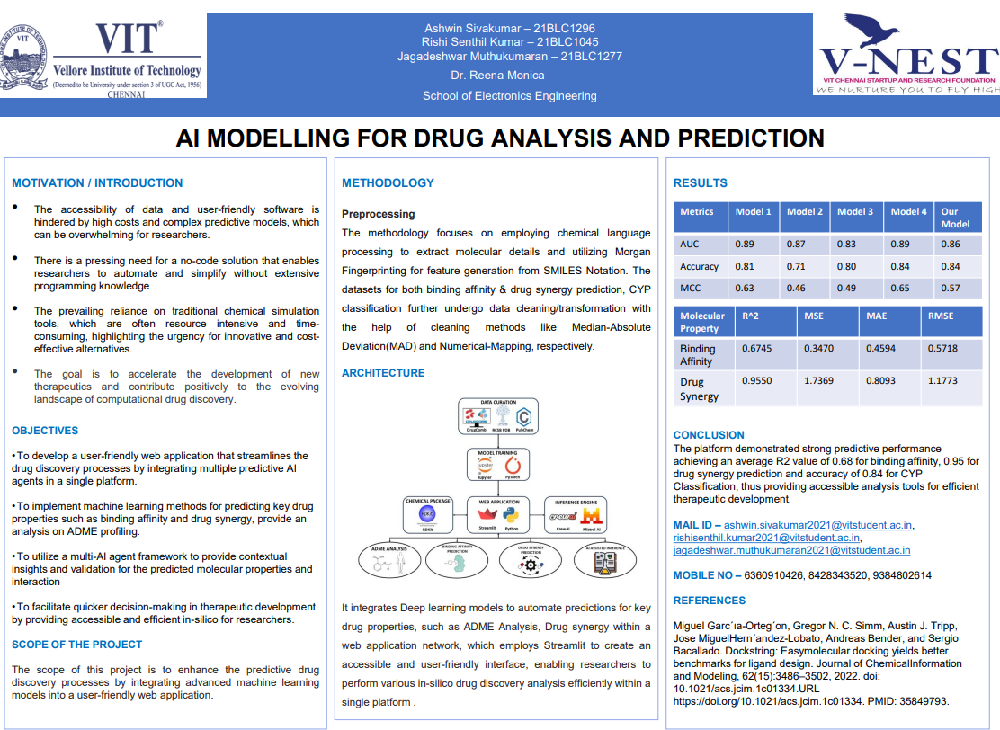 VIT®
Vellore Institute of Technology
(Deemed to be University under section 3 of UGC Act, 1956)
CHENNAI
Ashwin Sivakumar – 21BLC1296
Rishi Senthil Kumar – 21BLC1045
Jagadeshwar Muthukumaran – 21BLC1277
Dr. Reena Monica
School of Electronics Engineering
V-NEST
VIT CHENNAI STARTUP AND RESEARCH FOUNDATION
WE NURTURE YOU TO FLY HIGH
AI MODELLING FOR DRUG ANALYSIS AND PREDICTION
MOTIVATION / INTRODUCTION
• The accessibility of data and user-friendly software is
hindered by high costs and complex predictive models, which
can be overwhelming for researchers.
• There is a pressing need for a no-code solution that enables
researchers to automate and simplify without extensive
programming knowledge
• The prevailing reliance on traditional chemical simulation
tools, which are often resource intensive and time-
consuming, highlighting the urgency for innovative and cost-
effective alternatives.
• The goal is to accelerate the development of new
therapeutics and contribute positively to the evolving
landscape of computational drug discovery.
OBJECTIVES
• To develop a user-friendly web application that streamlines the
drug discovery processes by integrating multiple predictive AI
agents in a single platform.
• To implement machine learning methods for predicting key drug
properties such as binding affinity and drug synergy, provide an
analysis on ADME profiling.
• To utilize a multi-AI agent framework to provide contextual
insights and validation for the predicted molecular properties and
interaction
• To facilitate quicker decision-making in therapeutic development
by providing accessible and efficient in-silico for researchers.
SCOPE OF THE PROJECT
The scope of this project is to enhance the predictive drug
discovery processes by integrating advanced machine learning
models into a user-friendly web application.
METHODOLOGY
Preprocessing
The methodology focuses on employing chemical language
processing to extract molecular details and utilizing Morgan
Fingerprinting for feature generation from SMILES Notation. The
datasets for both binding affinity & drug synergy prediction, CYP
classification further undergo data cleaning/transformation with
the help of cleaning methods like Median-Absolute
Deviation(MAD) and Numerical-Mapping, respectively.
ARCHITECTURE
DATA CURATION
DrugComb RCSB PDB PubChem
MODEL TRAINING
Jupyter PyTorch
CHEMICAL PACKAGE WEB APPLICATION INFERENCE ENGINE
RDKit Streamlit Python CrewAI Mistral AI
ADME ANALYSIS BINDING AFFINITY PREDICTION DRUG SYNERGY PREDICTION AI ASSISTED INFERENCE
It integrates Deep learning models to automate predictions for key
drug properties, such as ADME Analysis, Drug synergy within a
web application network, which employs Streamlit to create an
accessible and user-friendly interface, enabling researchers to
perform various in-silico drug discovery analysis efficiently within a
single platform .
RESULTS
Metrics Model 1 Model 2 Model 3 Model 4 Our Model
AUC 0.89 0.87 0.83 0.89 0.86
Accuracy 0.81 0.71 0.80 0.84 0.84
MCC 0.63 0.46 0.49 0.65 0.57
Molecular Property R^2 MSE MAE RMSE
Binding Affinity 0.6745 0.3470 0.4594 0.5718
Drug Synergy 0.9550 1.7369 0.8093 1.1773
CONCLUSION
The platform demonstrated strong predictive performance
achieving an average R2 value of 0.68 for binding affinity, 0.95 for
drug synergy prediction and accuracy of 0.84 for CYP
Classification, thus providing accessible analysis tools for efficient
therapeutic development.
MAIL ID – ashwin.sivakumar2021@vitstudent.ac.in,
rishisenthil.kumar2021@vitstudent.ac.in,
jagadeshwar.muthukumaran2021@vitstudent.ac.in
MOBILE NO – 6360910426, 8428343520, 9384802614
REFERENCES
Miguel Garc´ıa-Orteg´on, Gregor N. C. Simm, Austin J. Tripp,
Jose MiguelHern´andez-Lobato, Andreas Bender, and Sergio
Bacallado. Dockstring: Easymolecular docking yields better
benchmarks for ligand design. Journal of ChemicalInformation
and Modeling, 62(15):3486–3502, 2022. doi:
10.1021/acs.jcim.1c01334.URL
https://doi.org/10.1021/acs.jcim.1c01334. PMID: 35849793.